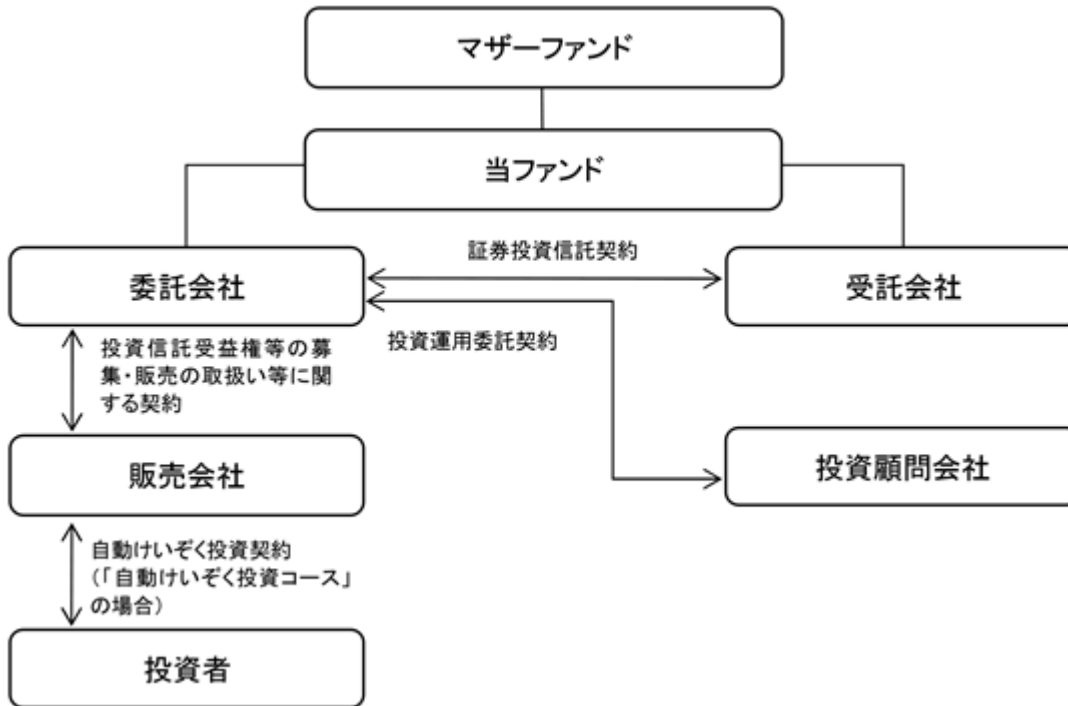 マザーファンド
当ファンド
証券投資信託契約
委託会社
受託会社
投資運用委託契約
投資信託受益権等の募
集・販売の取扱い等に関
する契約
販売会社
投資顧問会社
自動けいぞく投資契約
(「自動けいぞく投資コース」
の場合)
投資者